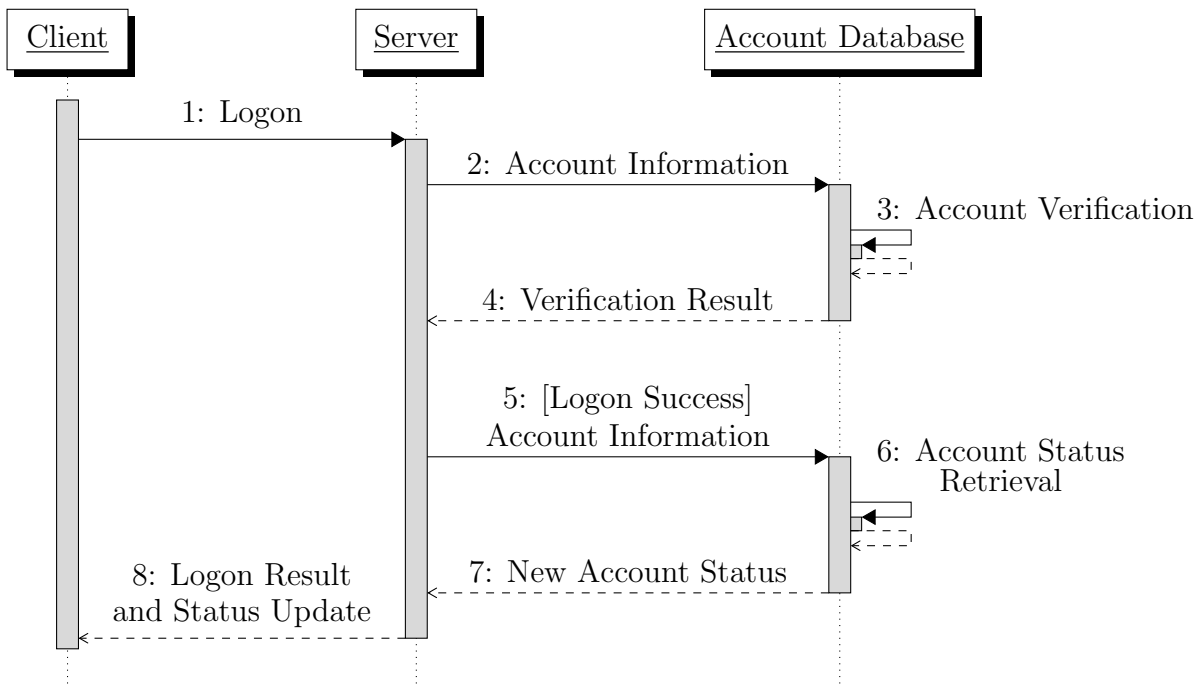 Client
Server
Account Database
1: Logon
2: Account Information
3: Account Verification
4: Verification Result
5: [Logon Success]
Account Information
6: Account Status
Retrieval
7: New Account Status
8: Logon Result
and Status Update